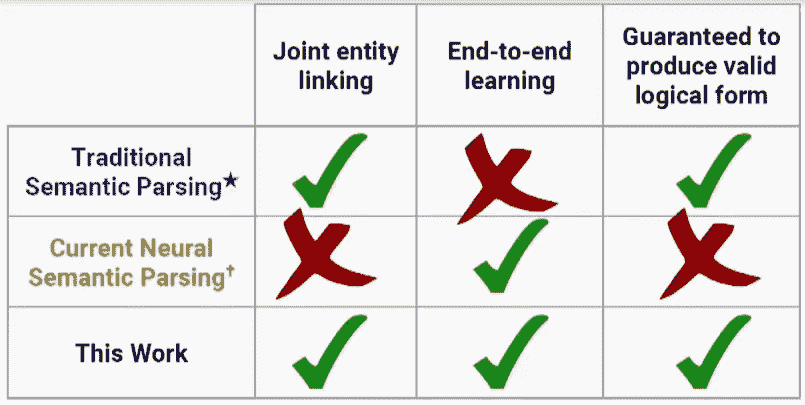 Joint entity
linking
End-to-end
learning
Guaranteed to
produce valid
logical form
Traditional
Semantic Parsing★
Current Neural
Semantic Parsing†
This Work